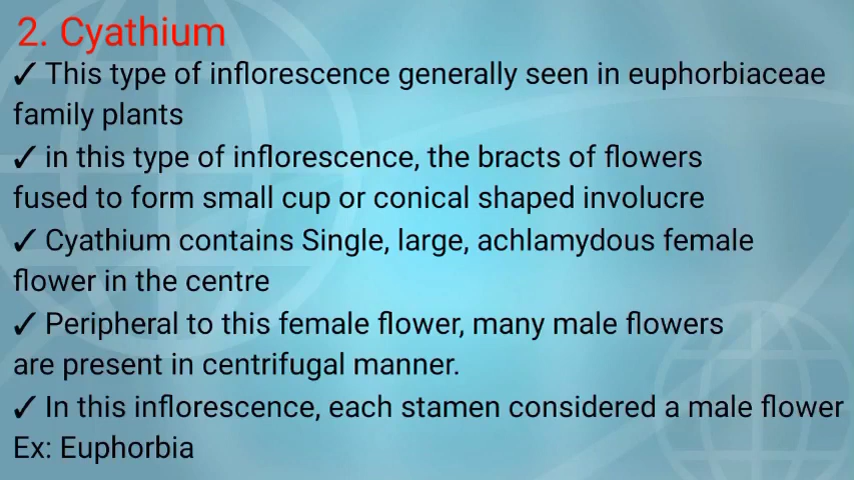 2. Cyathium
✓ This type of inflorescence generally seen in euphorbiaceae
family plants
✓ in this type of inflorescence, the bracts of flowers
fused to form small cup or conical shaped involucre
✓ Cyathium contains Single, large, achlamydous female
flower in the centre
✓ Peripheral to this female flower, many male flowers
are present in centrifugal manner.
✓ In this inflorescence, each stamen considered a male flower
Ex: Euphorbia